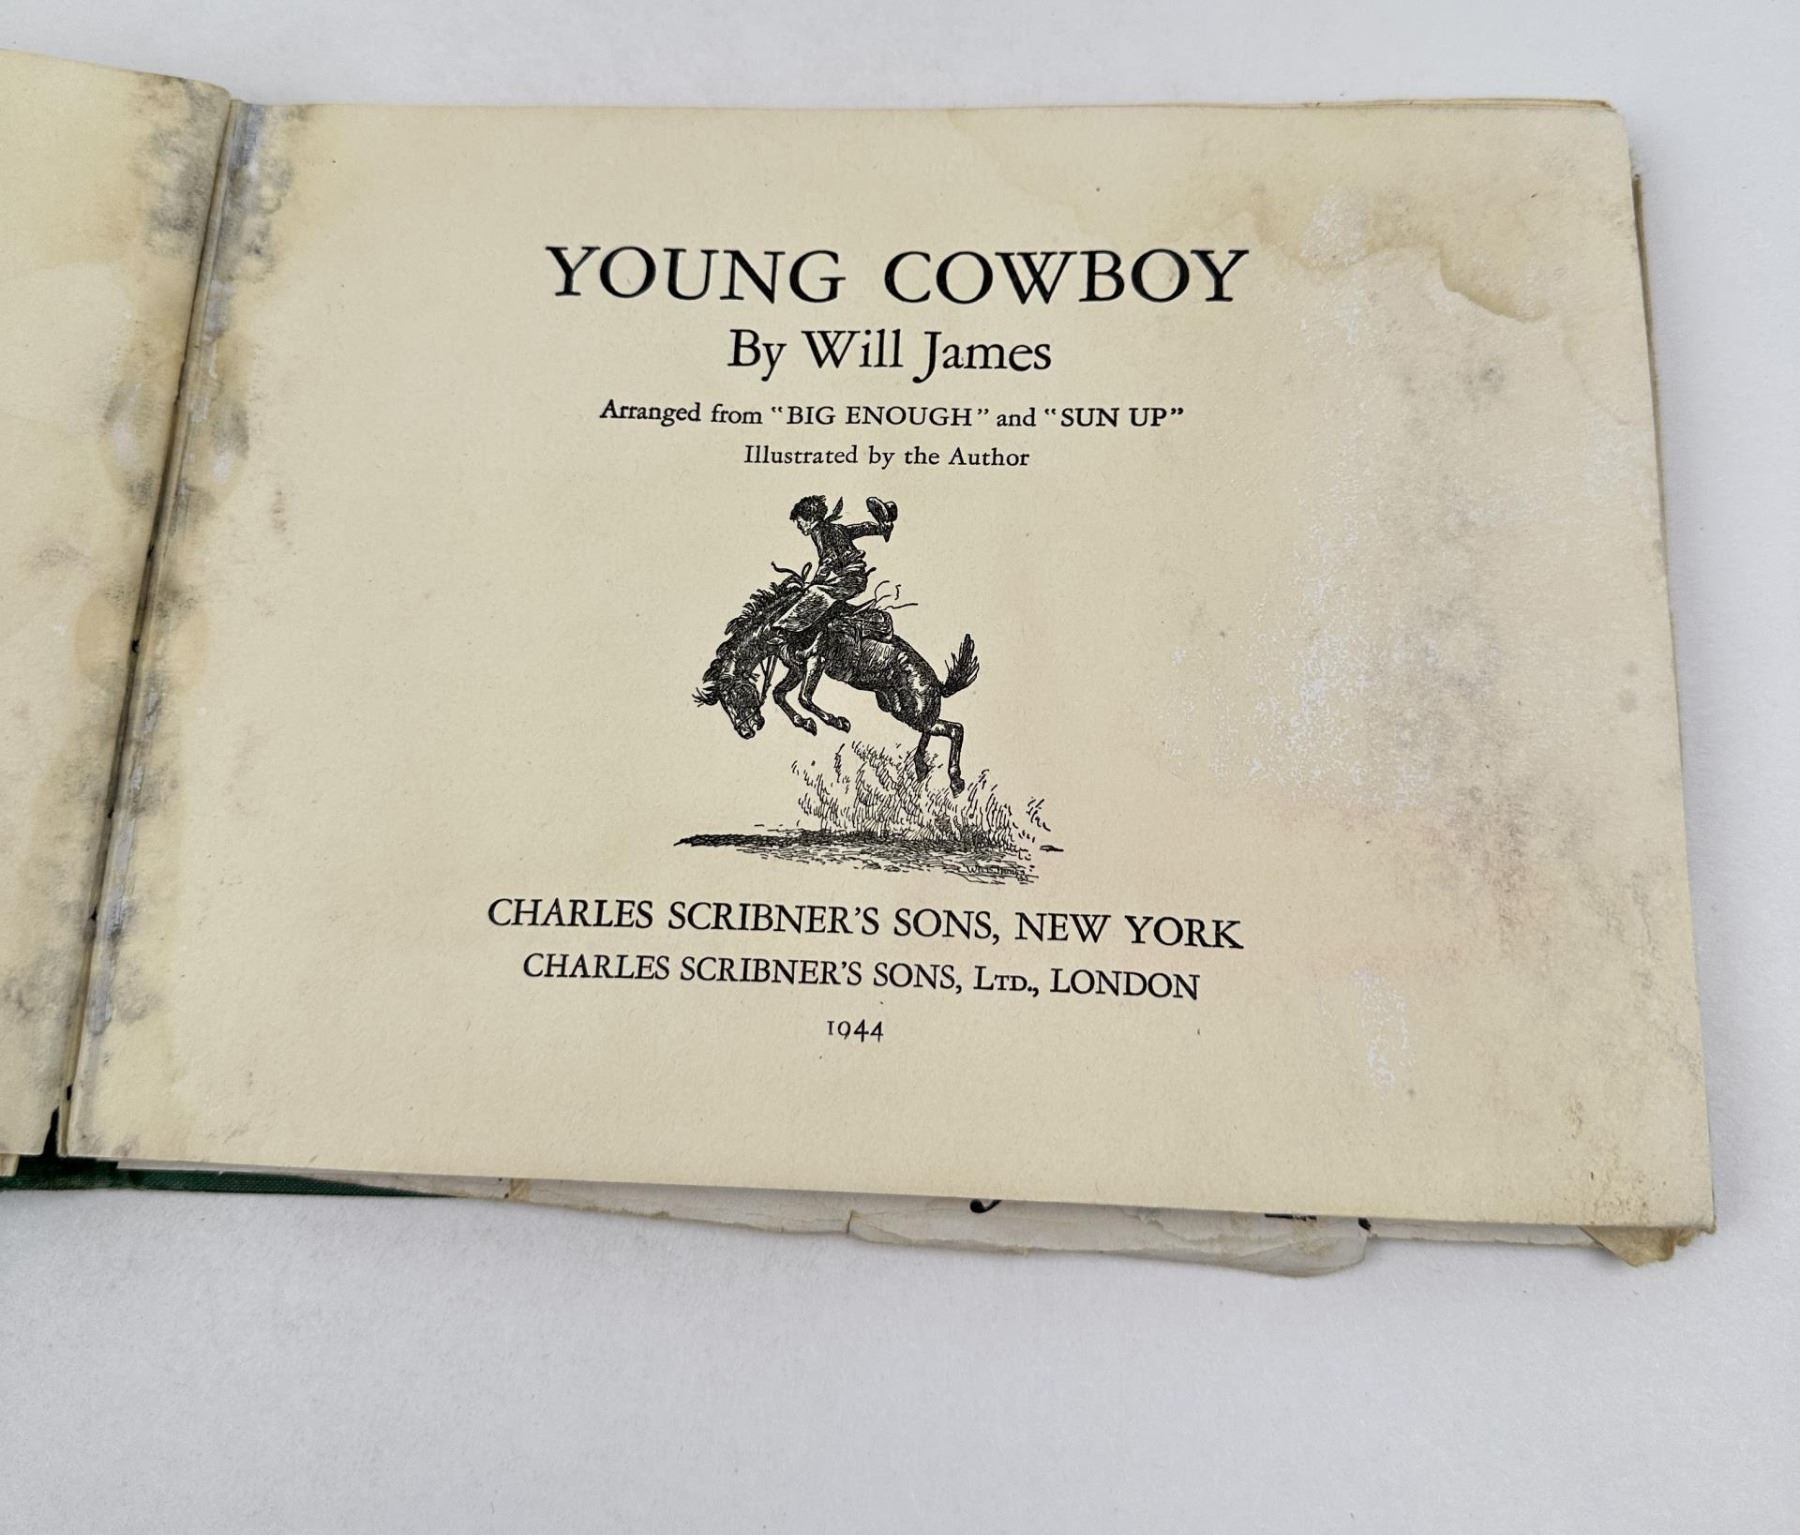 YOUNG COWBOY
By Will James
Arranged from "BIG ENOUGH" and "SUN UP"
Illustrated by the Author
CHARLES SCRIBNER'S SONS, NEW YORK
CHARLES SCRIBNER'S SONS, LTD., LONDON
1944